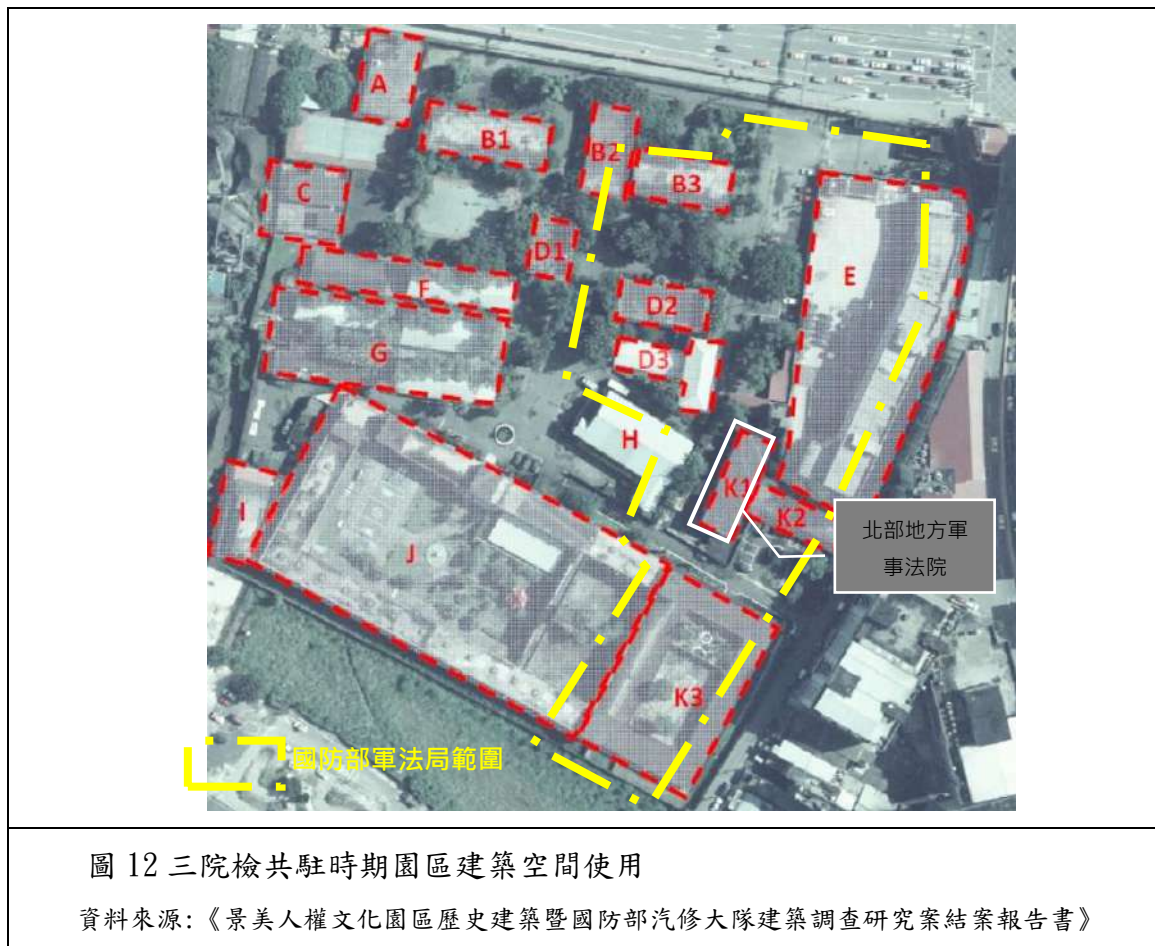 A
B1
B2
B3
C
D1
E
F
D2
G
D3
H
K1
I
K2
北部地方軍
事法院
J
K3
國防部軍法局範圍
圖 12 三院檢共駐時期園區建築空間使用
資料來源:《景美人權文化園區歷史建築暨國防部汽修大隊建築調查研究案結案報告書》